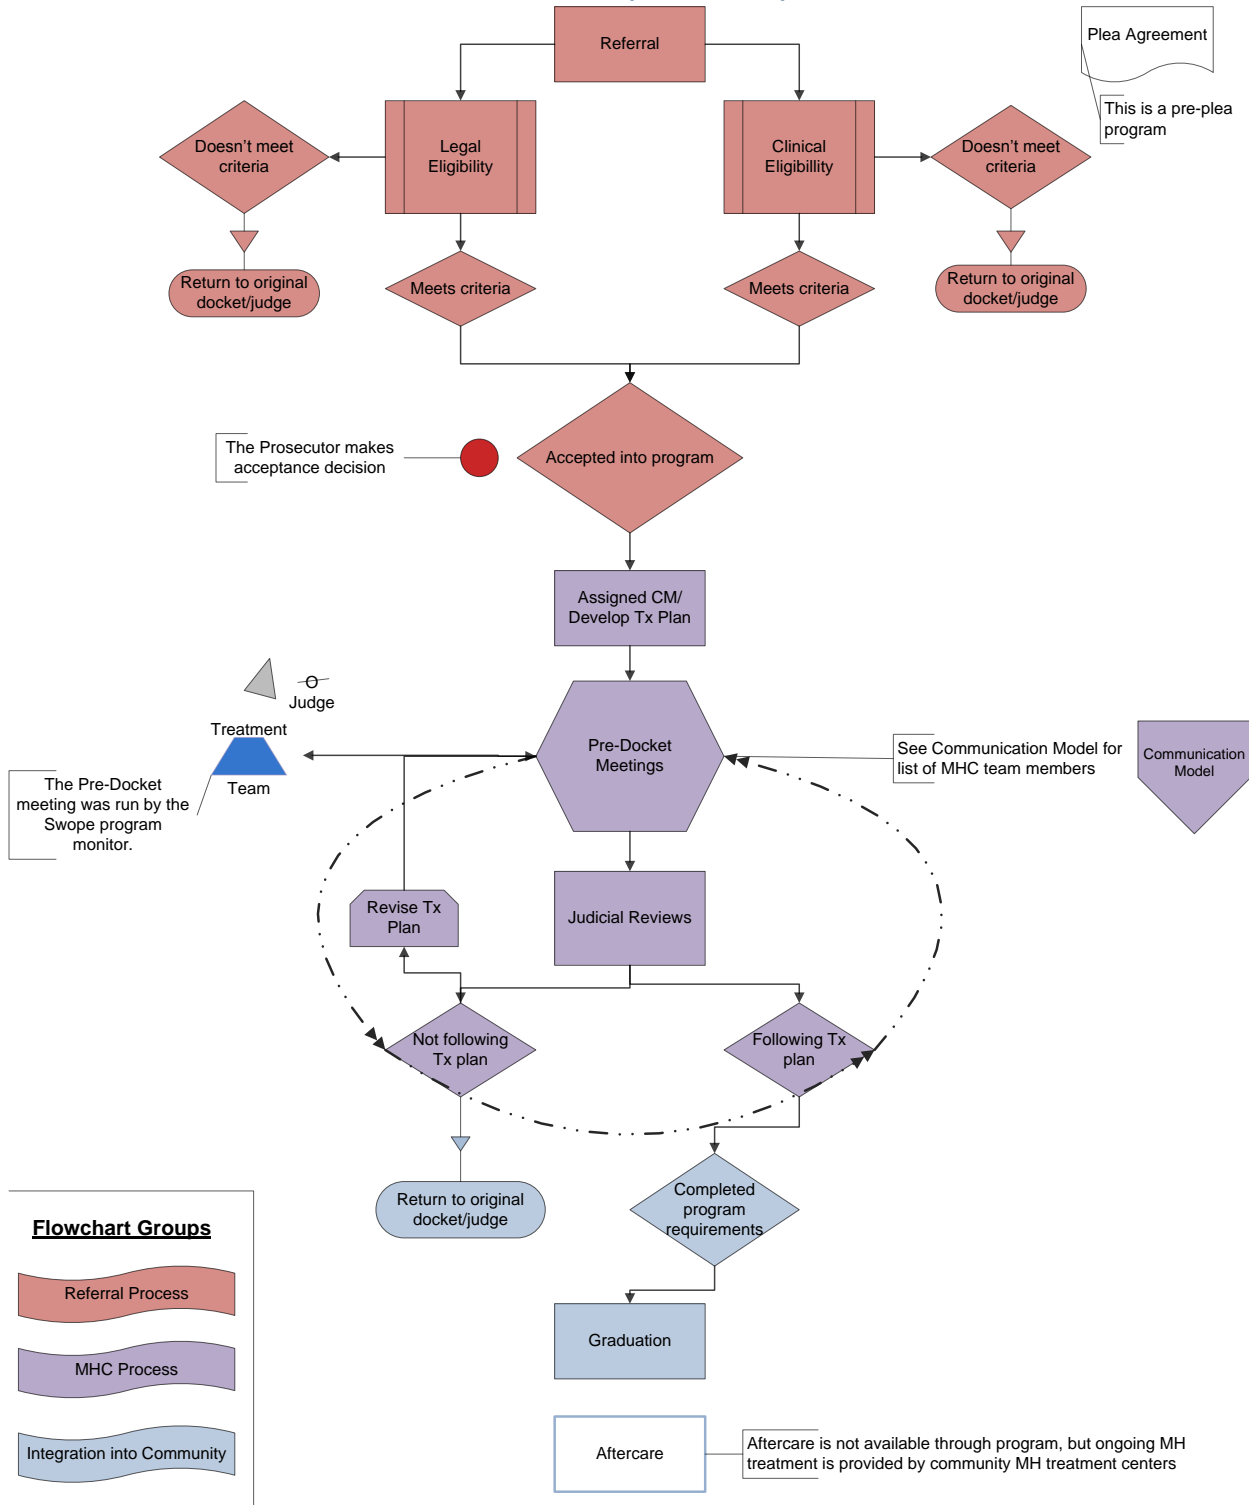 Referral
Plea Agreement
This is a pre-plea
program
Doesn't meet
criteria
Legal
Eligibility
Clinical
Eligibillity
Doesn't meet
criteria
Return to original
docket/judge
Meets criteria
Meets criteria
Return to original
docket/judge
The Prosecutor makes
acceptance decision
Accepted into program
Assigned CM/
Develop Tx Plan
O
Judge
Treatment
Team
The Pre-Docket
meeting was run by the
Swope program
monitor.
Pre-Docket
Meetings
See Communication Model for
list of MHC team members
Communication
Model
Revise Tx
Plan
Judicial Reviews
Not following
Tx plan
Following Tx
plan
Return to original
docket/judge
Completed
program
requirements
Flowchart Groups
Referral Process
MHC Process
Integration into Community
Graduation
Aftercare
Aftercare is not available through program, but ongoing MH
treatment is provided by community MH treatment centers